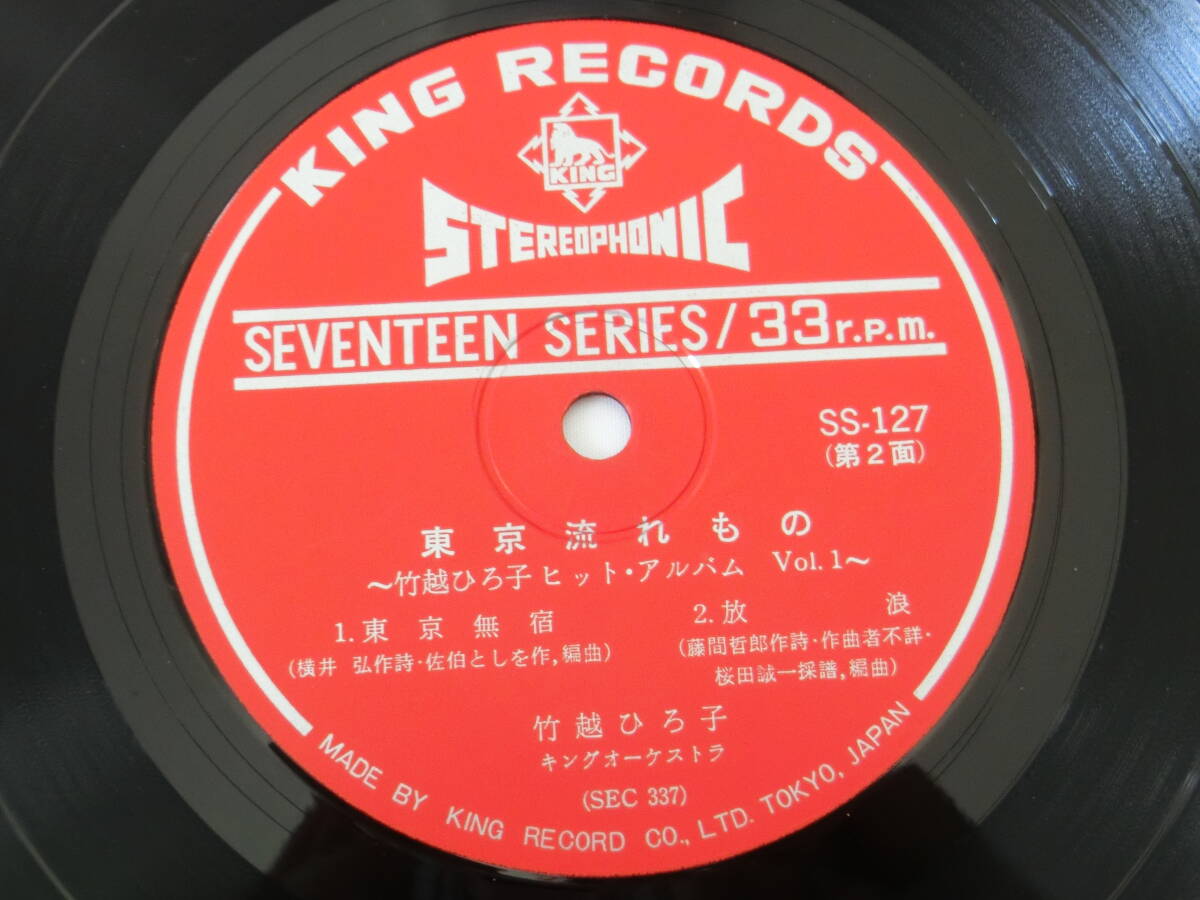 KING RECORDS
KING
STEREOPHONIC
SEVENTEEN SERIES/33r.p.m.
SS-127
(第2面)
東京流れもの
~竹越ひろ子ヒット・アルバム Vol.1~
1.東京無宿
(横井 弘作詩・佐伯としを作,編曲)
2.放浪
(藤間哲郎作詩・作曲者不詳・
桜田誠一採譜,編曲)
竹越ひろ子
キングオーケストラ
(SEC 337)
MADE BY KING RECORD CO., LTD. TOKYO, JAPAN